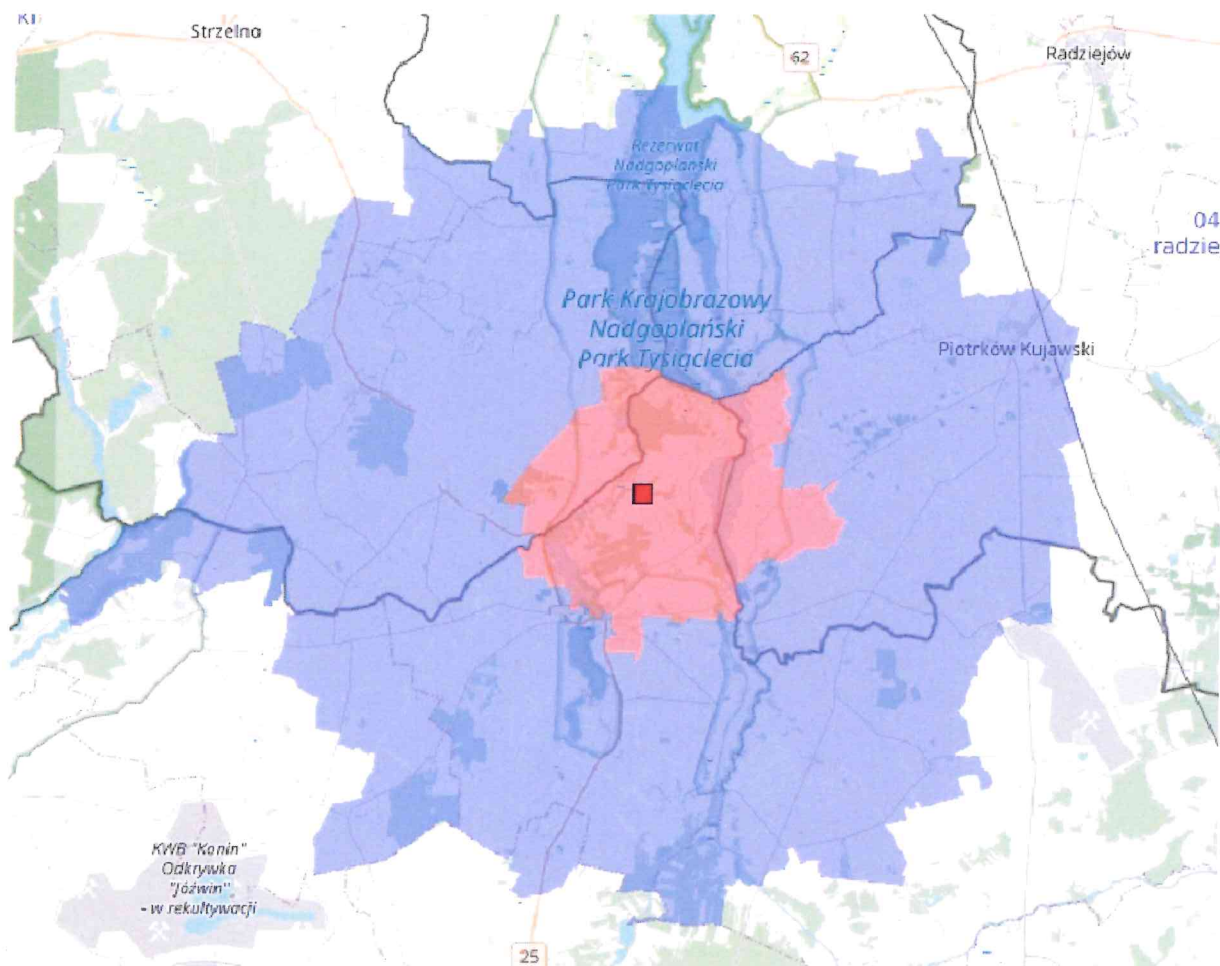 Strzelno
62
Radziejów
Rezerwat
Nadgoplański
Park Tysiąclecia
04
radzie
Park Krajobrazowy
Nadgoplański
Park Tysiąclecia
Piotrków Kujawski
KWB "Konin"
Odkrywka
"Jóźwin"
- w rekultywacji
25